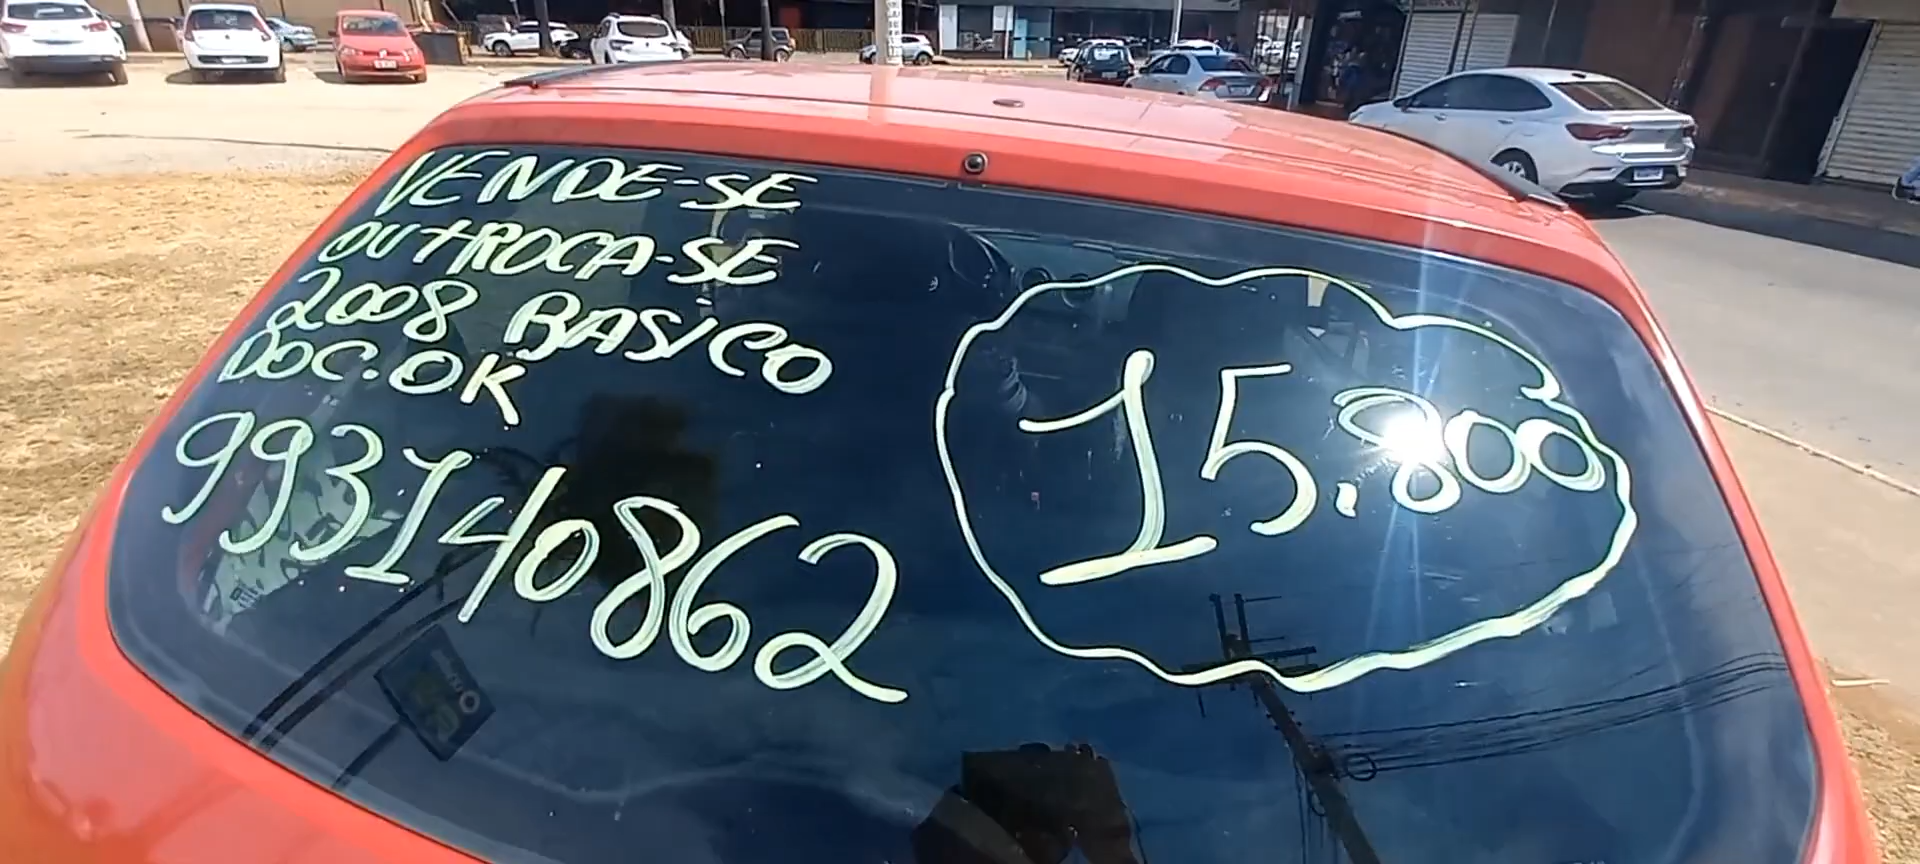 VENDE-SE
OU TROCA-SE
2008 BASICO
DOC. OK
993140862
15.800